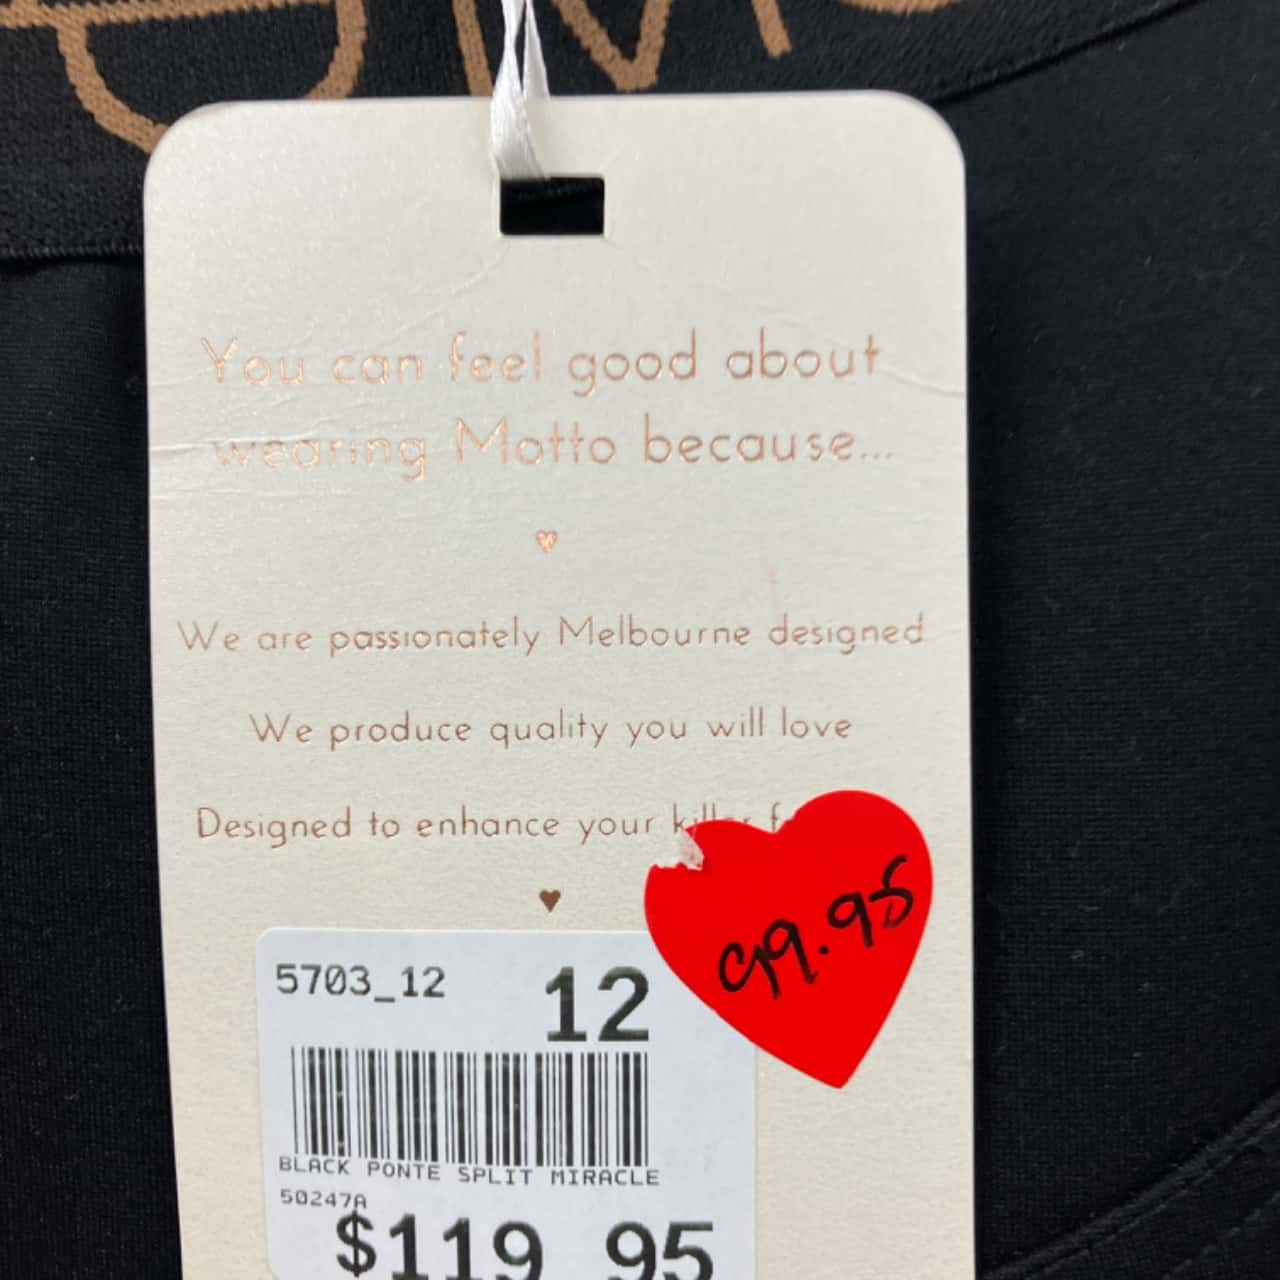 You can feel good about
wearing Motto because...
We are passionately Melbourne designed
We produce quality you will love
Designed to enhance your killer
99.95
5703_12
12
BLACK PONTE SPLIT MIRACLE
50247A
$119.95